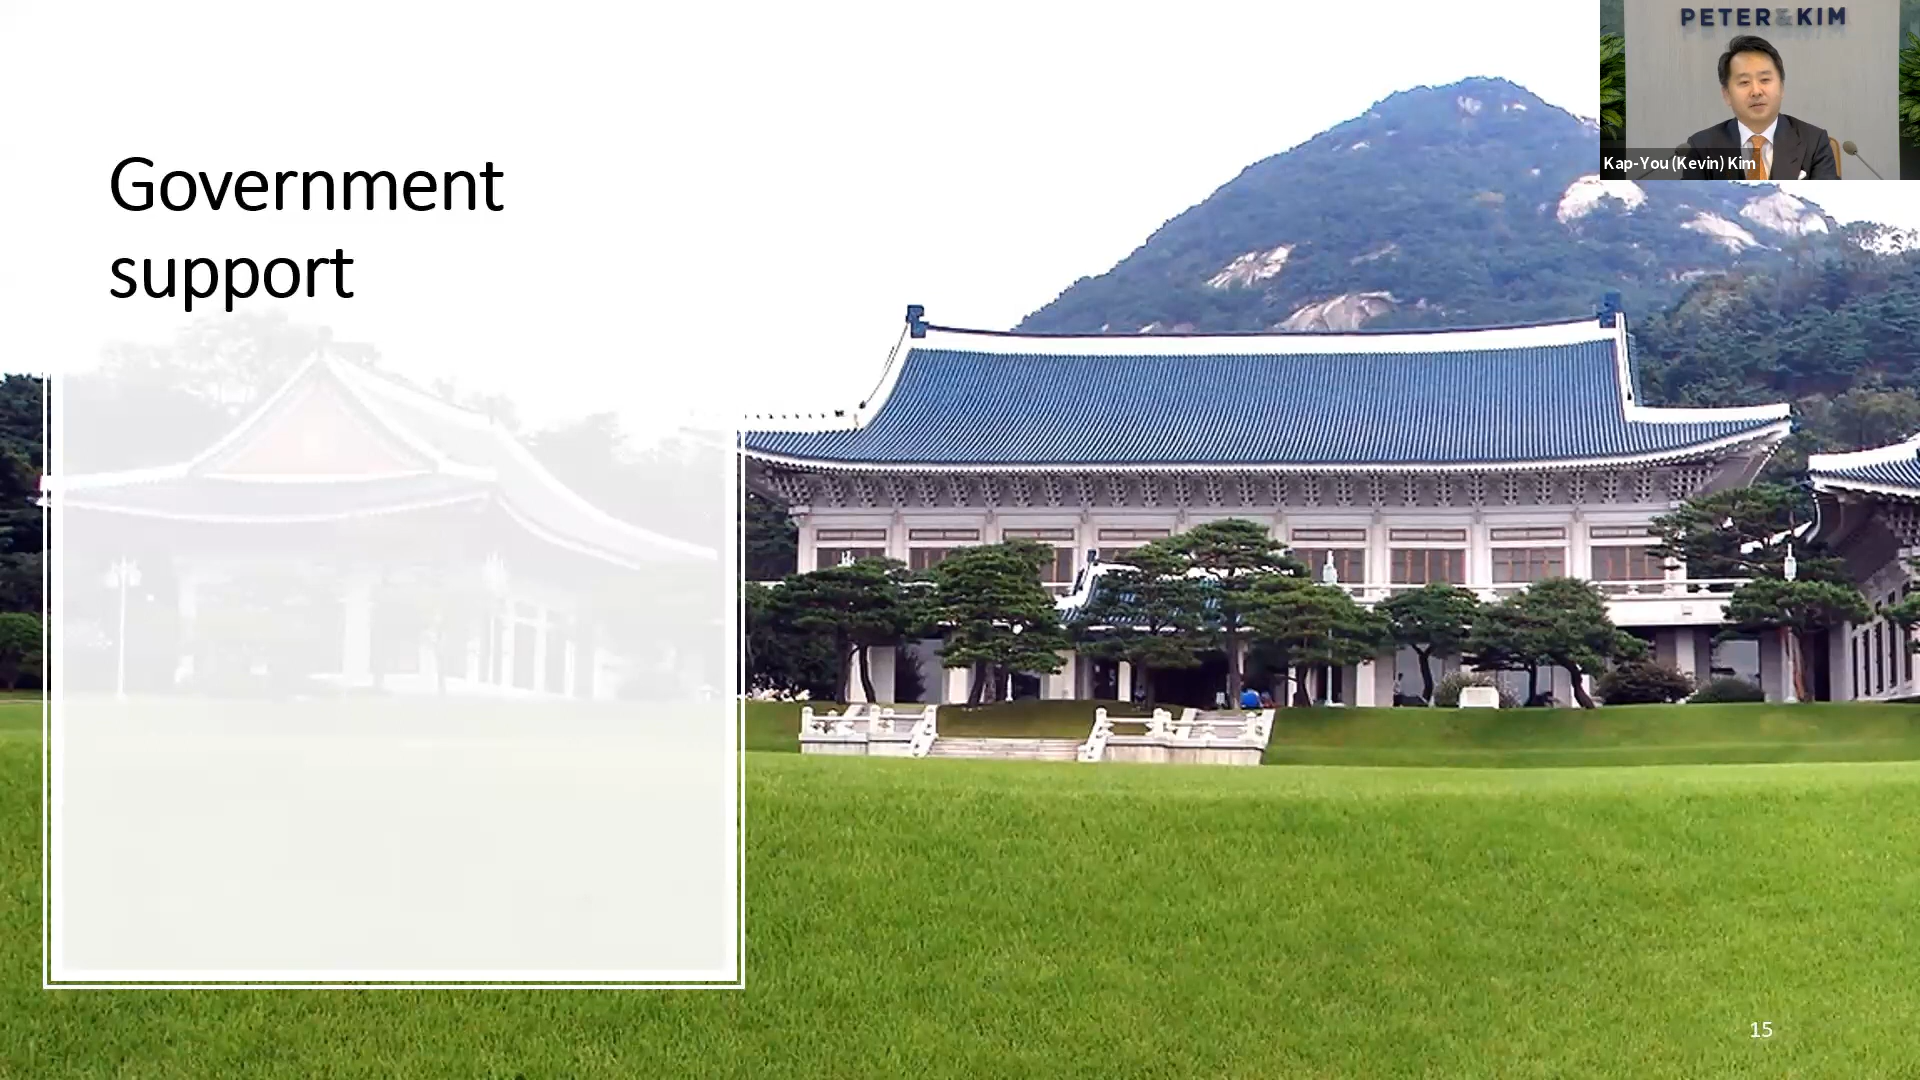 PETER&KIM
Kap-You (Kevin) Kim
Government
support
15